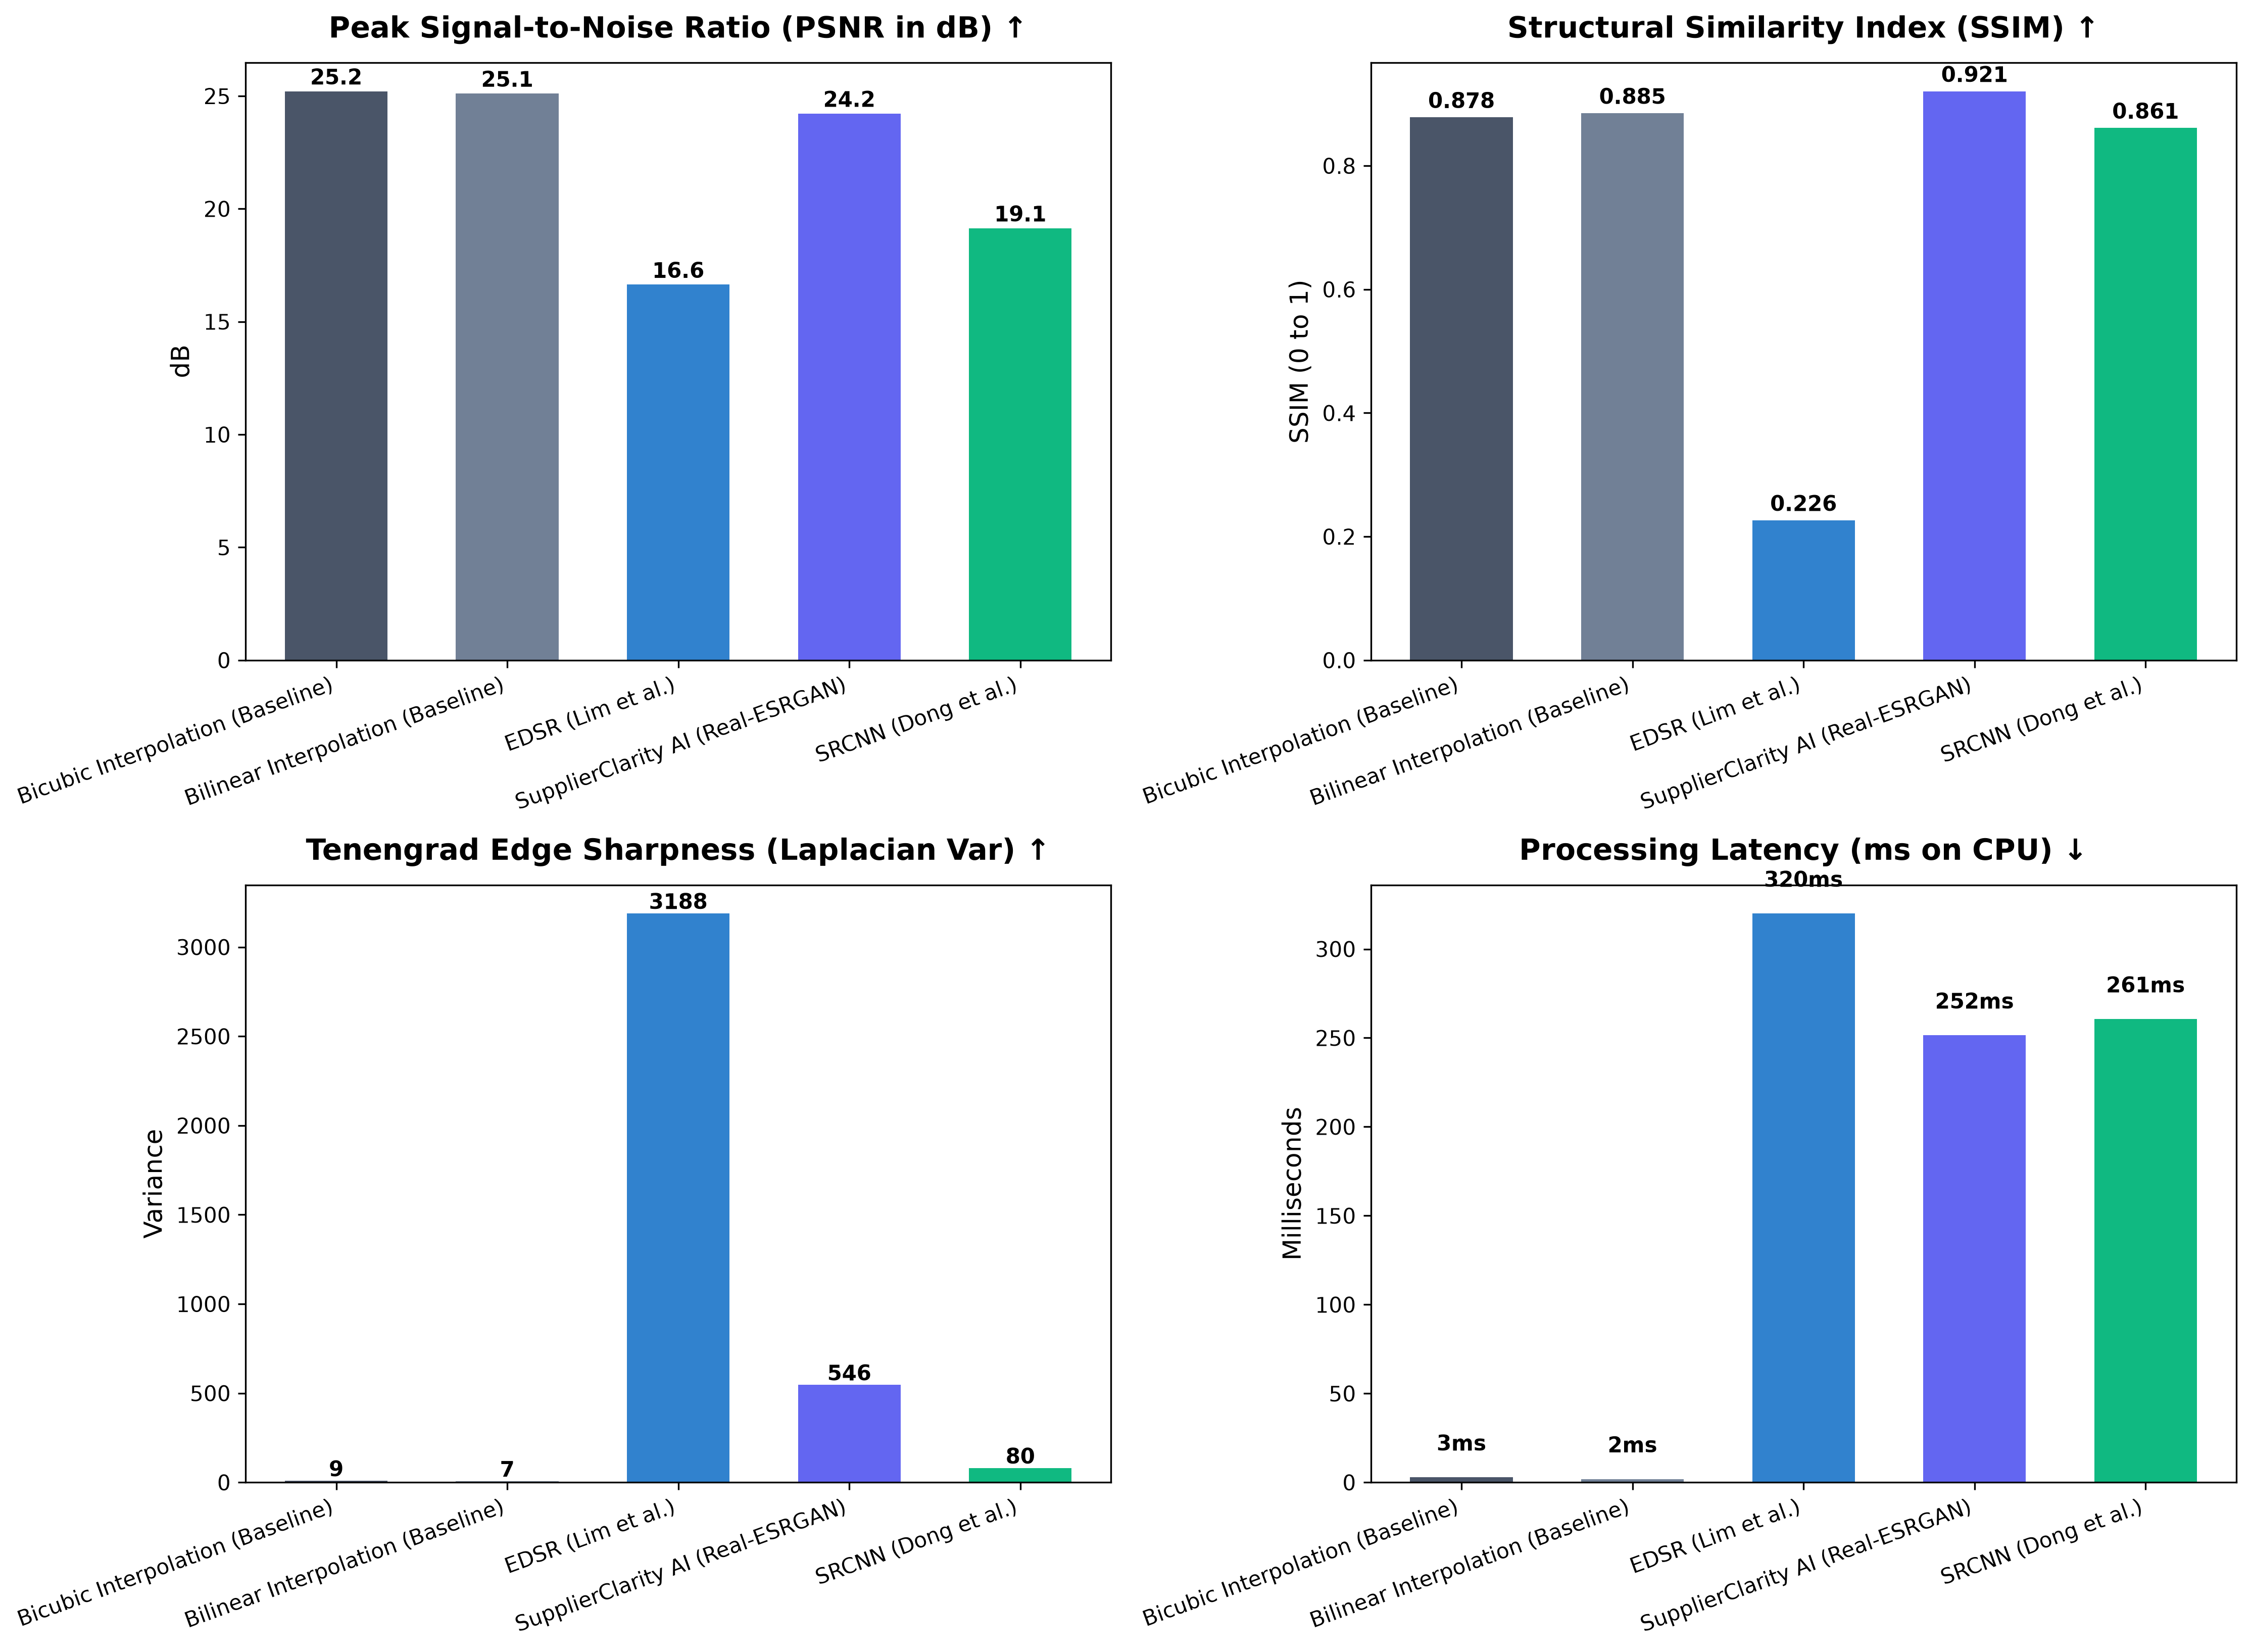 Peak Signal-to-Noise Ratio (PSNR in dB) ↑
25.2
25.1
16.6
24.2
19.1
25
20
15
10
5
0
dB
Bicubic Interpolation (Baseline)
Bilinear Interpolation (Baseline)
EDSR (Lim et al.)
SupplierClarity AI (Real-ESRGAN)
SRCNN (Dong et al.)
Structural Similarity Index (SSIM) ↑
0.878
0.885
0.226
0.921
0.861
0.8
0.6
0.4
0.2
0.0
SSIM (0 to 1)
Bicubic Interpolation (Baseline)
Bilinear Interpolation (Baseline)
EDSR (Lim et al.)
SupplierClarity AI (Real-ESRGAN)
SRCNN (Dong et al.)
Tenengrad Edge Sharpness (Laplacian Var) ↑
9
7
3188
546
80
3000
2500
2000
1500
1000
500
0
Variance
Bicubic Interpolation (Baseline)
Bilinear Interpolation (Baseline)
EDSR (Lim et al.)
SupplierClarity AI (Real-ESRGAN)
SRCNN (Dong et al.)
Processing Latency (ms on CPU) ↓
3ms
2ms
320ms
252ms
261ms
300
250
200
150
100
50
0
Milliseconds
Bicubic Interpolation (Baseline)
Bilinear Interpolation (Baseline)
EDSR (Lim et al.)
SupplierClarity AI (Real-ESRGAN)
SRCNN (Dong et al.)